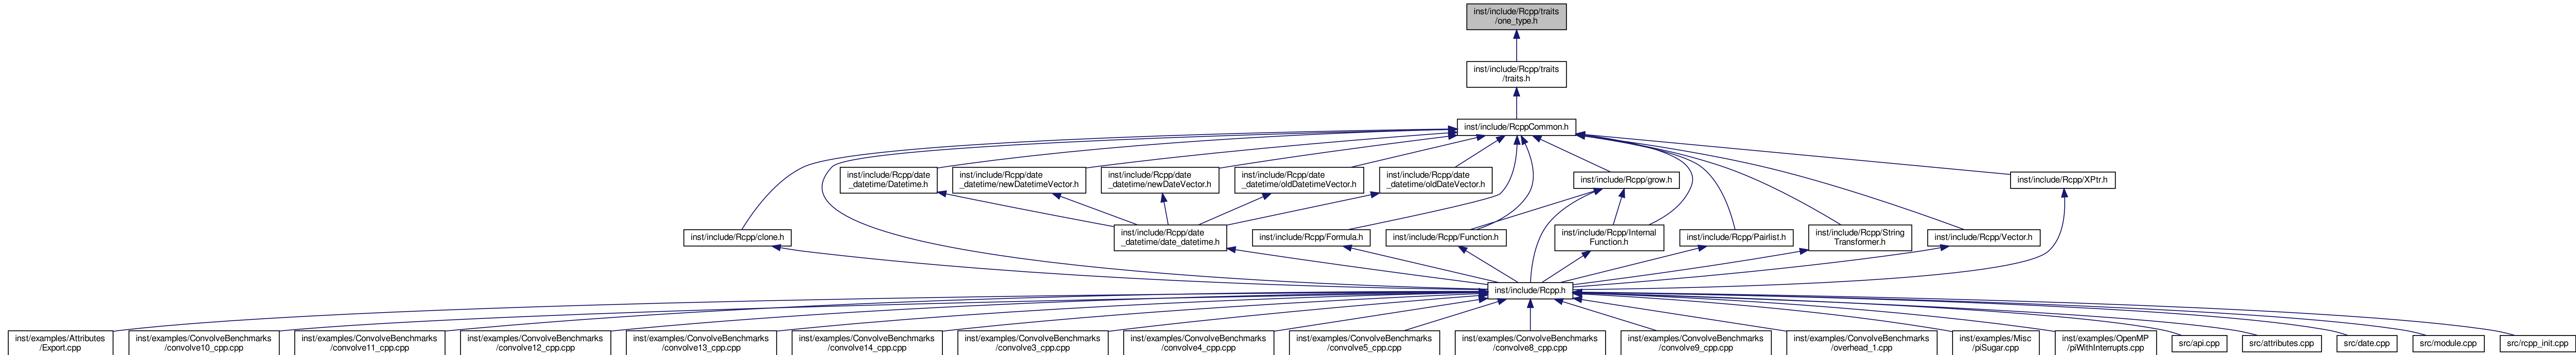 inst/include/Rcpp/traits
/one_type.h
inst/include/Rcpp/traits
/traits.h
inst/include/RcppCommon.h
inst/include/Rcpp/date
_datetime/Datetime.h
inst/include/Rcpp/date
_datetime/newDatetimeVector.h
inst/include/Rcpp/date
_datetime/newDateVector.h
inst/include/Rcpp/date
_datetime/oldDatetimeVector.h
inst/include/Rcpp/date
_datetime/oldDateVector.h
inst/include/Rcpp/grow.h
inst/include/Rcpp/XPtr.h
inst/include/Rcpp/clone.h
inst/include/Rcpp/date
_datetime/date_datetime.h
inst/include/Rcpp/Formula.h
inst/include/Rcpp/Function.h
inst/include/Rcpp/Internal
Function.h
inst/include/Rcpp/Pairlist.h
inst/include/Rcpp/String
Transformer.h
inst/include/Rcpp/Vector.h
inst/include/Rcpp.h
inst/examples/Attributes
/Export.cpp
inst/examples/ConvolveBenchmarks
/convolve10_cpp.cpp
inst/examples/ConvolveBenchmarks
/convolve11_cpp.cpp
inst/examples/ConvolveBenchmarks
/convolve12_cpp.cpp
inst/examples/ConvolveBenchmarks
/convolve13_cpp.cpp
inst/examples/ConvolveBenchmarks
/convolve14_cpp.cpp
inst/examples/ConvolveBenchmarks
/convolve3_cpp.cpp
inst/examples/ConvolveBenchmarks
/convolve4_cpp.cpp
inst/examples/ConvolveBenchmarks
/convolve5_cpp.cpp
inst/examples/ConvolveBenchmarks
/convolve8_cpp.cpp
inst/examples/ConvolveBenchmarks
/convolve9_cpp.cpp
inst/examples/ConvolveBenchmarks
/overhead_1.cpp
inst/examples/Misc
/piSugar.cpp
inst/examples/OpenMP
/piWithInterrupts.cpp
src/api.cpp
src/attributes.cpp
src/date.cpp
src/module.cpp
src/rcpp_init.cpp